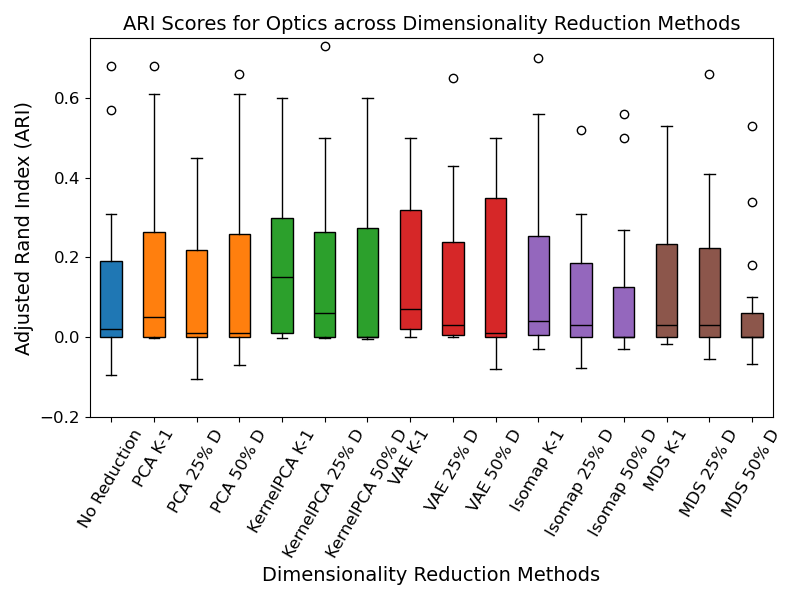 ARI Scores for Optics across Dimensionality Reduction Methods
Adjusted Rand Index (ARI)
0.6
0.4
0.2
0.0
−0.2
No Reduction
PCA K-1
PCA 25% D
PCA 50% D
KernelPCA K-1
KernelPCA 25% D
KernelPCA 50% D
VAE K-1
VAE 25% D
VAE 50% D
Isomap K-1
Isomap 25% D
Isomap 50% D
MDS K-1
MDS 25% D
MDS 50% D
Dimensionality Reduction Methods